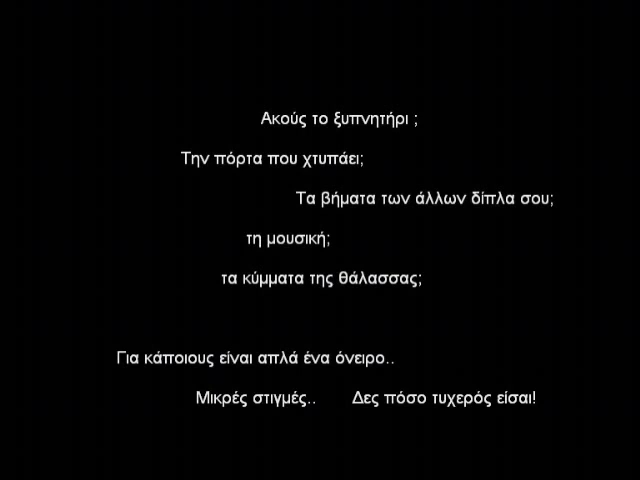 Ακούς το ξυπνητήρι ;
Την πόρτα που χτυπάει;
Τα βήματα των άλλων δίπλα σου;
τη μουσική;
τα κύμματα της θάλασσας;
Για κάποιους είναι απλά ένα όνειρο..
Μικρές στιγμές.. Δες πόσο τυχερός είσαι!